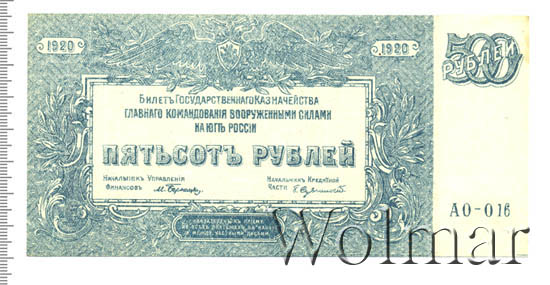 1920
1920
500
РУБЛЕЙ
БИЛЕТЪ ГОСУДАРСТВЕННАГО КАЗНАЧЕЙСТВА
ГЛАВНАГО КОМАНДОВАНІЯ ВООРУЖЕННЫМИ СИЛАМИ
НА ЮГѢ РОССІИ
ПЯТЬСОТЪ РУБЛЕЙ
НАЧАЛЬНИКЪ УПРАВЛЕНІЯ
ФИНАНСОВЪ
НАЧАЛЬНИКЪ КРЕДИТНОЙ
ЧАСТИ
АО-016
Wolmar